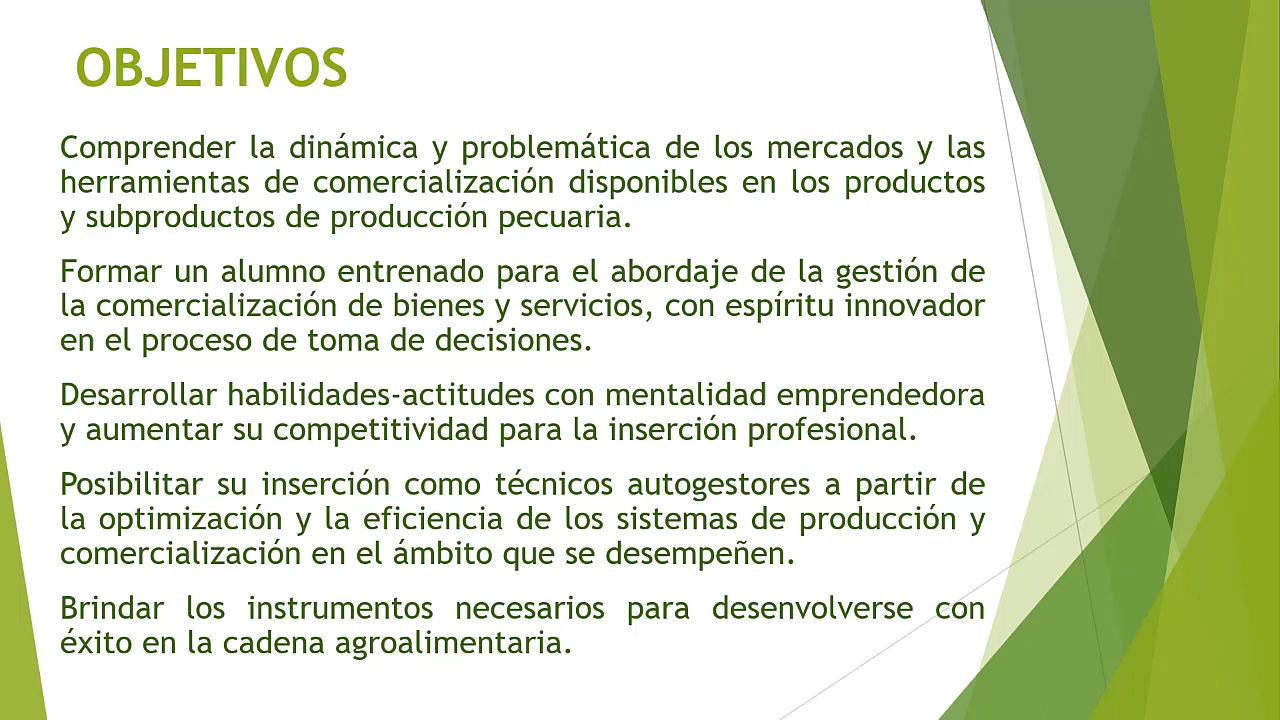 OBJETIVOS
Comprender la dinámica y problemática de los mercados y las
herramientas de comercialización disponibles en los productos
y subproductos de producción pecuaria.
Formar un alumno entrenado para el abordaje de la gestión de
la comercialización de bienes y servicios, con espíritu innovador
en el proceso de toma de decisiones.
Desarrollar habilidades-actitudes con mentalidad emprendedora
y aumentar su competitividad para la inserción profesional.
Posibilitar su inserción como técnicos autogestores a partir de
la optimización y la eficiencia de los sistemas de producción y
comercialización en el ámbito que se desempeñen.
Brindar los instrumentos necesarios para desenvolverse con
éxito en la cadena agroalimentaria.